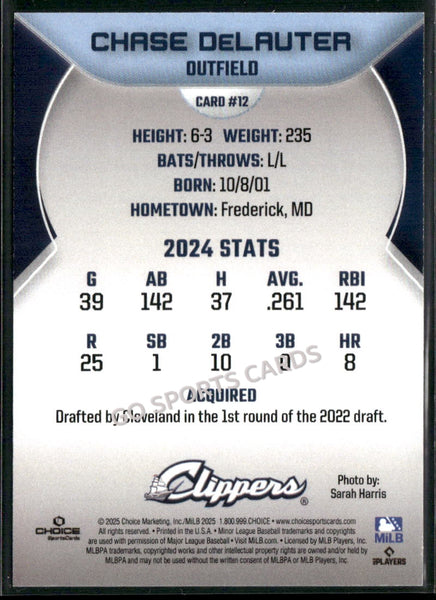 CHASE DeLAUTER
OUTFIELD
CARD #12
HEIGHT: 6-3 WEIGHT: 235
BATS/THROWS: L/L
BORN: 10/8/01
HOMETOWN: Frederick, MD
2024 STATS
G AB H AVG. RBI
39 142 37 .261 142
R SB 2B 3B HR
25 1 10 0 8
GO SPORTS CARDS
ACQUIRED
Drafted by Cloveland in the 1st round of the 2022 draft.
Clippers®
Photo by:
Sarah Harris
CHOICE
SportsCards
© 2025 Choice Marketing, Inc./MiLB 2025 1.800.999.CHOICE • www.choicesportscards.com
All rights reserved. • Printed in the U.S.A. • Minor League Baseball trademarks used with
permission of Major League Baseball • Visit MiLB.com. • Licensed by MLB Players, Inc.
MLBPA trademarks, copyrighted works and other intellectual property rights are owned and/or held by
MLBPA and may not be used without the written consent of MLBPA or MLB Players, Inc.
MiLB
PLAYERS